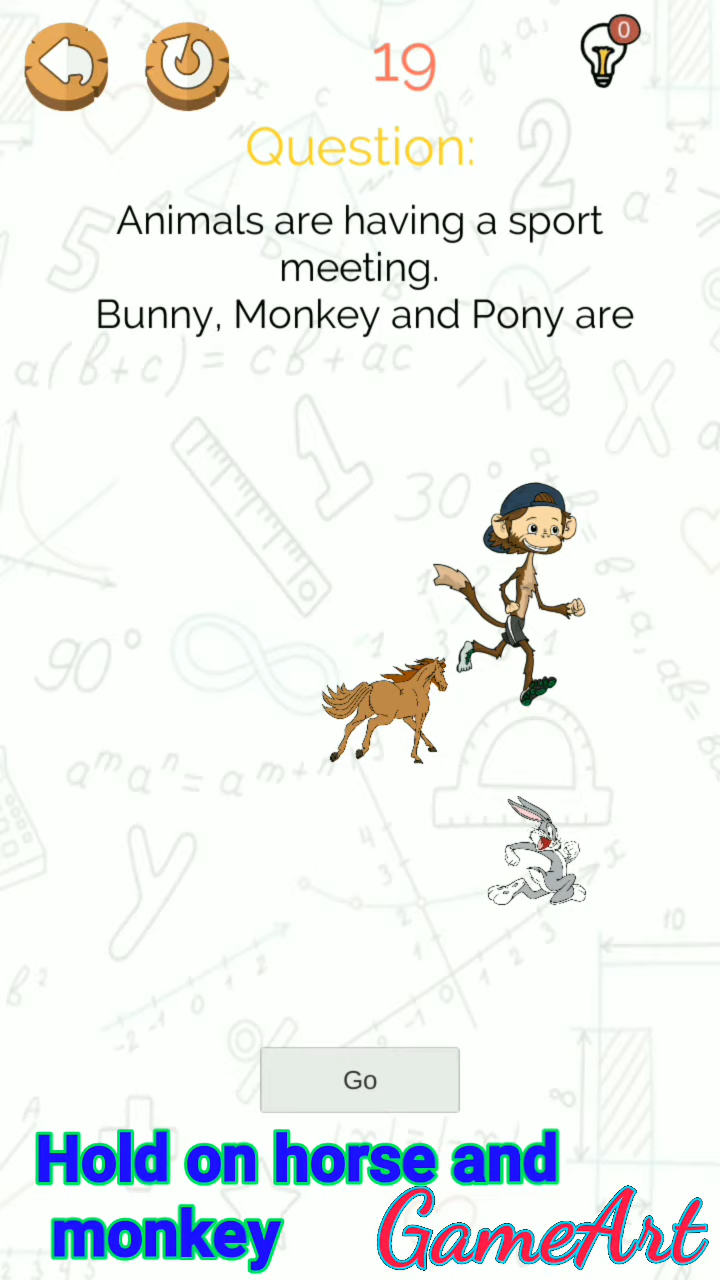 19
0
Question:
Animals are having a sport
meeting.
Bunny, Monkey and Pony are
Go
Hold on horse and
monkey
GameArt